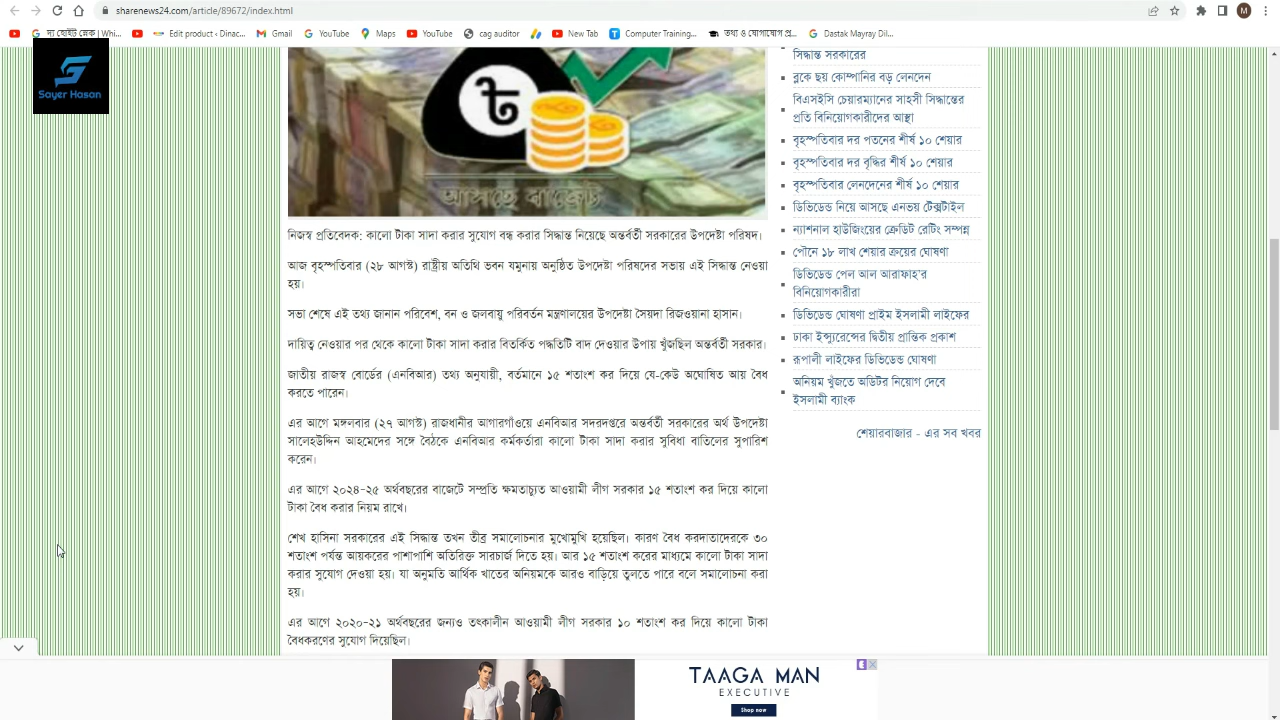 sharenews24.com/article/89672/index.html
দ্য হোয়াইট স্নেক | Whi...
Edit product ‹ Dinac...
Gmail
YouTube
Maps
YouTube
cag auditor
New Tab
Computer Training...
তথ্য ও যোগাযোগ প্র...
Dastak Mayray Dil...
Sayer Hasan
৳
আসছে বাজেট
নিজস্ব প্রতিবেদক: কালো টাকা সাদা করার সুযোগ বন্ধ করার সিদ্ধান্ত নিয়েছে অন্তর্বর্তী সরকারের উপদেষ্টা পরিষদ।
আজ বৃহস্পতিবার (২৮ আগস্ট) রাষ্ট্রীয় অতিথি ভবন যমুনায় অনুষ্ঠিত উপদেষ্টা পরিষদের সভায় এই সিদ্ধান্ত নেওয়া
হয়।
সভা শেষে এই তথ্য জানান পরিবেশ, বন ও জলবায়ু পরিবর্তন মন্ত্রণালয়ের উপদেষ্টা সৈয়দা রিজওয়ানা হাসান।
দায়িত্ব নেওয়ার পর থেকে কালো টাকা সাদা করার বিতর্কিত পদ্ধতিটি বাদ দেওয়ার উপায় খুঁজছিল অন্তর্বর্তী সরকার।
জাতীয় রাজস্ব বোর্ডের (এনবিআর) তথ্য অনুযায়ী, বর্তমানে ১৫ শতাংশ কর দিয়ে যে-কেউ অঘোষিত আয় বৈধ
করতে পারেন।
এর আগে মঙ্গলবার (২৭ আগস্ট) রাজধানীর আগারগাঁওয়ে এনবিআর সদরদপ্তরে অন্তর্বর্তী সরকারের অর্থ উপদেষ্টা
সালেহউদ্দিন আহমেদের সঙ্গে বৈঠকে এনবিআর কর্মকর্তারা কালো টাকা সাদা করার সুবিধা বাতিলের সুপারিশ
করেন।
এর আগে ২০২৪-২৫ অর্থবছরের বাজেটে সম্প্রতি ক্ষমতাচ্যুত আওয়ামী লীগ সরকার ১৫ শতাংশ কর দিয়ে কালো
টাকা বৈধ করার নিয়ম রাখে।
শেখ হাসিনা সরকারের এই সিদ্ধান্ত তখন তীব্র সমালোচনার মুখোমুখি হয়েছিল। কারণ বৈধ করদাতাদেরকে ৩০
শতাংশ পর্যন্ত আয়করের পাশাপাশি অতিরিক্ত সারচার্জ দিতে হয়। আর ১৫ শতাংশ করের মাধ্যমে কালো টাকা সাদা
করার সুযোগ দেওয়া হয়। যা অনুমতি আর্থিক খাতের অনিয়মকে আরও বাড়িয়ে তুলতে পারে বলে সমালোচনা করা
হয়।
এর আগে ২০২০-২১ অর্থবছরের জন্যও তৎকালীন আওয়ামী লীগ সরকার ১০ শতাংশ কর দিয়ে কালো টাকা
বৈধকরণের সুযোগ দিয়েছিল।
সিদ্ধান্ত সরকারের
ব্লকে ছয় কোম্পানির বড় লেনদেন
বিএসইসি চেয়ারম্যানের সাহসী সিদ্ধান্তের
প্রতি বিনিয়োগকারীদের আস্থা
বৃহস্পতিবার দর পতনের শীর্ষ ১০ শেয়ার
বৃহস্পতিবার দর বৃদ্ধির শীর্ষ ১০ শেয়ার
বৃহস্পতিবার লেনদেনের শীর্ষ ১০ শেয়ার
ডিভিডেন্ড নিয়ে আসছে এনভয় টেক্সটাইল
ন্যাশনাল হাউজিংয়ের ক্রেডিট রেটিং সম্পন্ন
পৌনে ১৮ লাখ শেয়ার ক্রয়ের ঘোষণা
ডিভিডেন্ড পেল আল আরাফাহ'র
বিনিয়োগকারীরা
ডিভিডেন্ড ঘোষণা প্রাইম ইসলামী লাইফের
ঢাকা ইন্স্যুরেন্সের দ্বিতীয় প্রান্তিক প্রকাশ
রূপালী লাইফের ডিভিডেন্ড ঘোষণা
অনিয়ম খুঁজতে অডিটর নিয়োগ দেবে
ইসলামী ব্যাংক
শেয়ারবাজার - এর সব খবর
TAAGA MAN
EXECUTIVE
Shop now